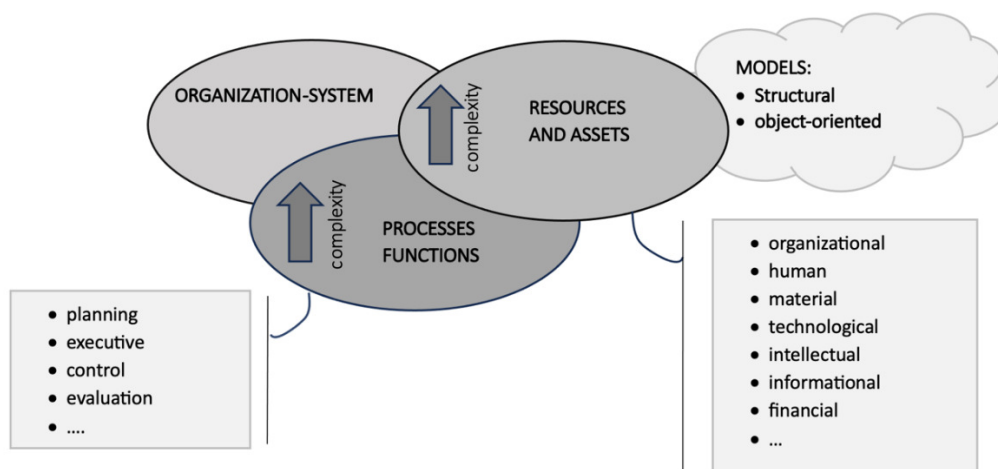 ORGANIZATION-SYSTEM
complexity
RESOURCES
AND ASSETS
MODELS:
• Structural
• object-oriented
complexity
PROCESSES
FUNCTIONS
• planning
• executive
• control
• evaluation
• ....
• organizational
• human
• material
• technological
• intellectual
• informational
• financial
• ...